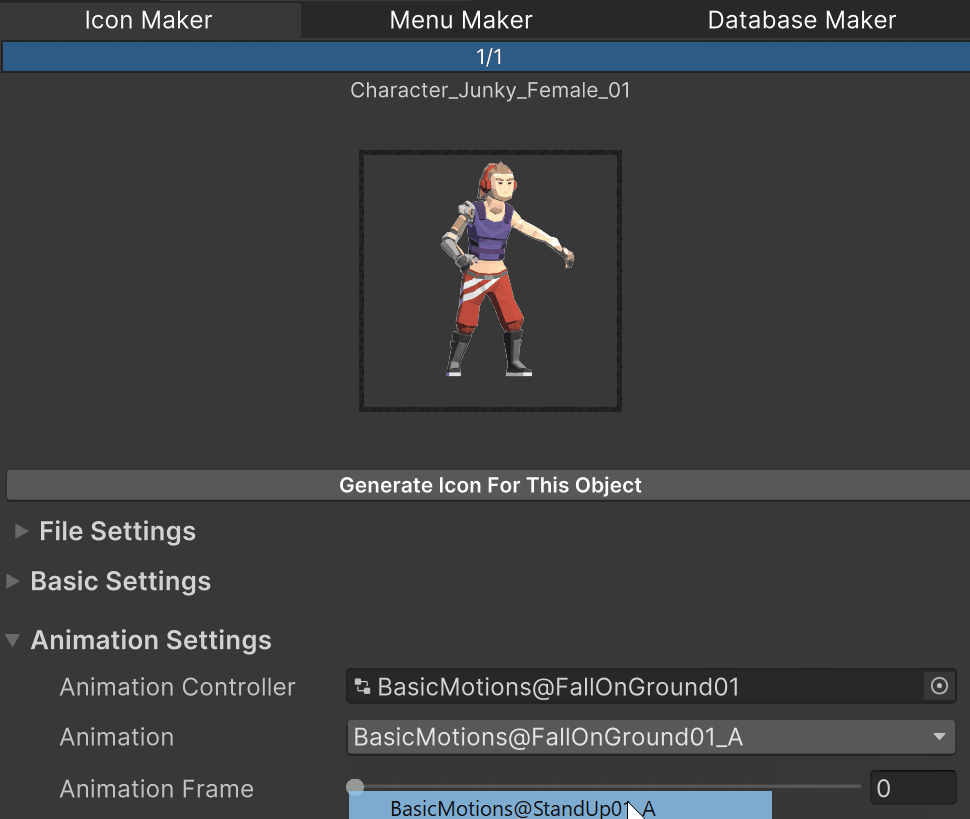 Icon Maker Menu Maker Database Maker
1/1
Character_Junky_Female_01
Generate Icon For This Object
File Settings
Basic Settings
Animation Settings
Animation Controller BasicMotions@FallOnGround01
Animation BasicMotions@FallOnGround01_A
Animation Frame 0
BasicMotions@StandUp01_A